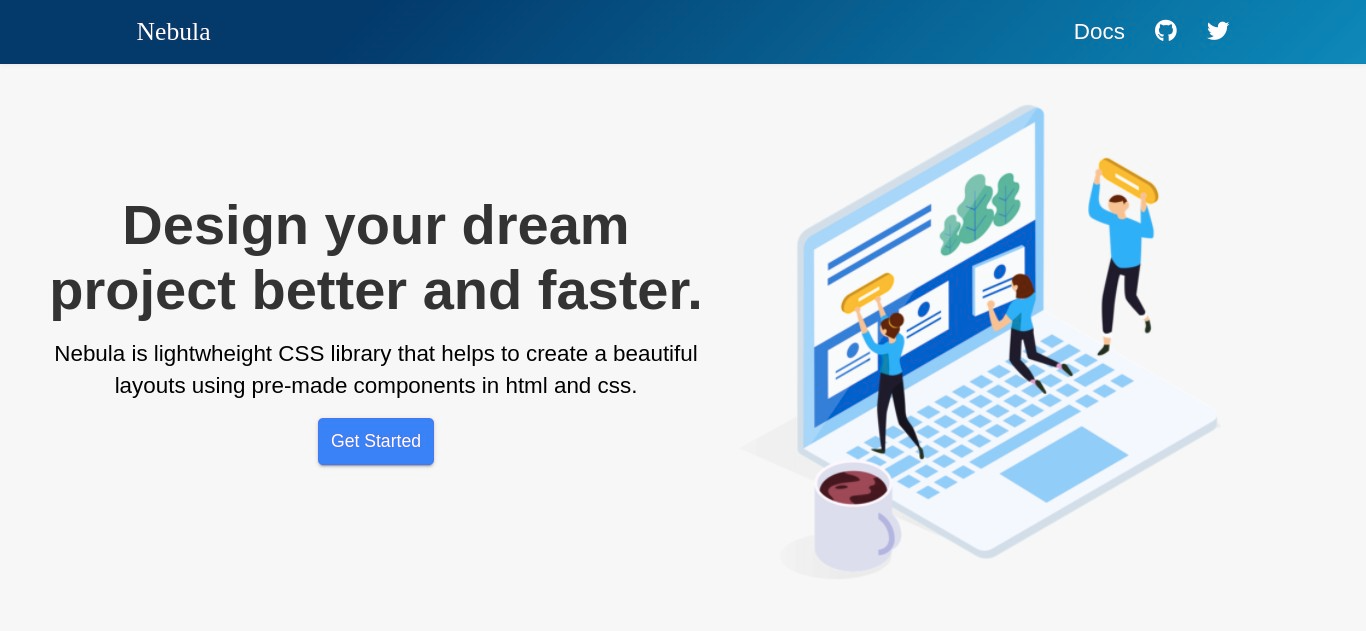 Nebula
Docs
Design your dream
project better and faster.
Nebula is lightwheight CSS library that helps to create a beautiful
layouts using pre-made components in html and css.
Get Started